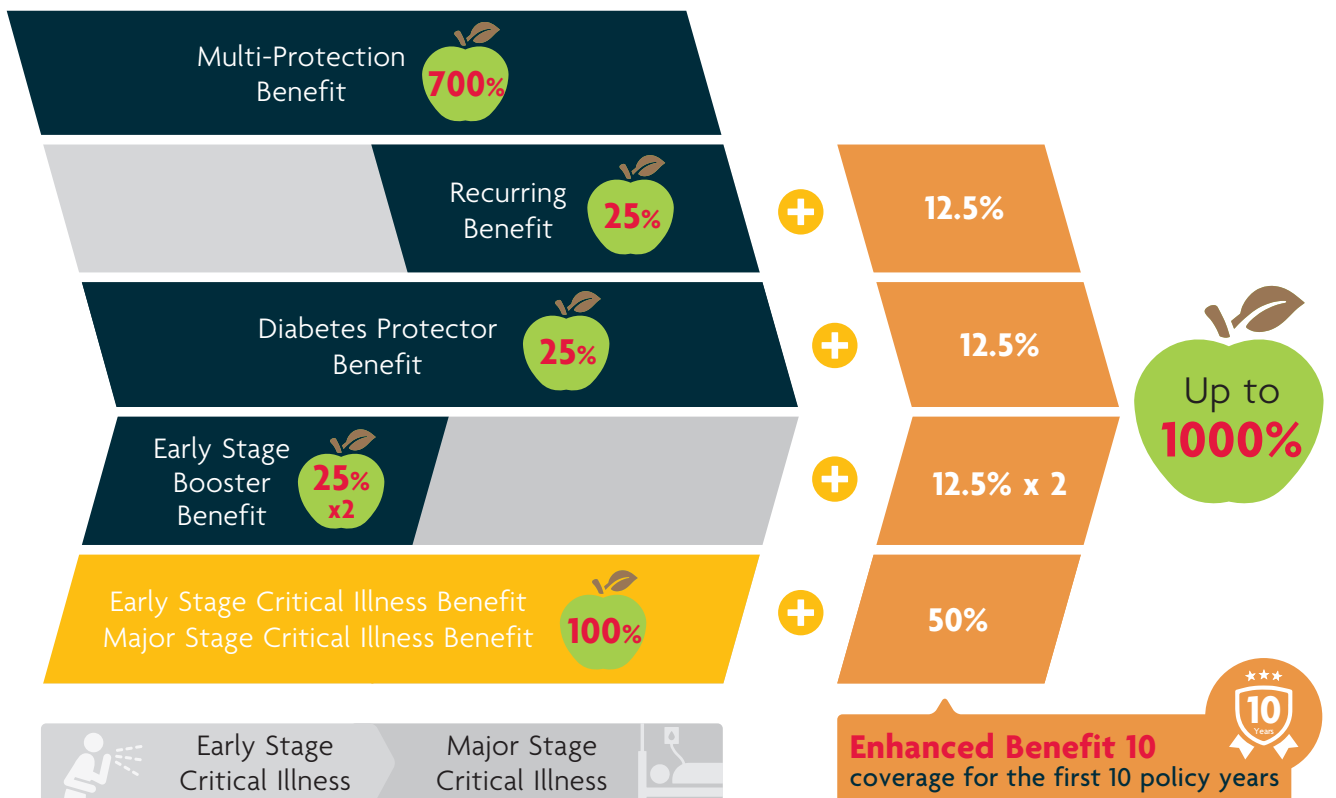 Multi-Protection
Benefit
700%
Recurring
Benefit
25%
12.5%
Diabetes Protector
Benefit
25%
12.5%
Early Stage
Booster
Benefit
25%
x2
12.5% x 2
Early Stage Critical Illness Benefit
Major Stage Critical Illness Benefit
100%
50%
Up to
1000%
Early Stage
Critical Illness
Major Stage
Critical Illness
10
Years
Enhanced Benefit 10
coverage for the first 10 policy years